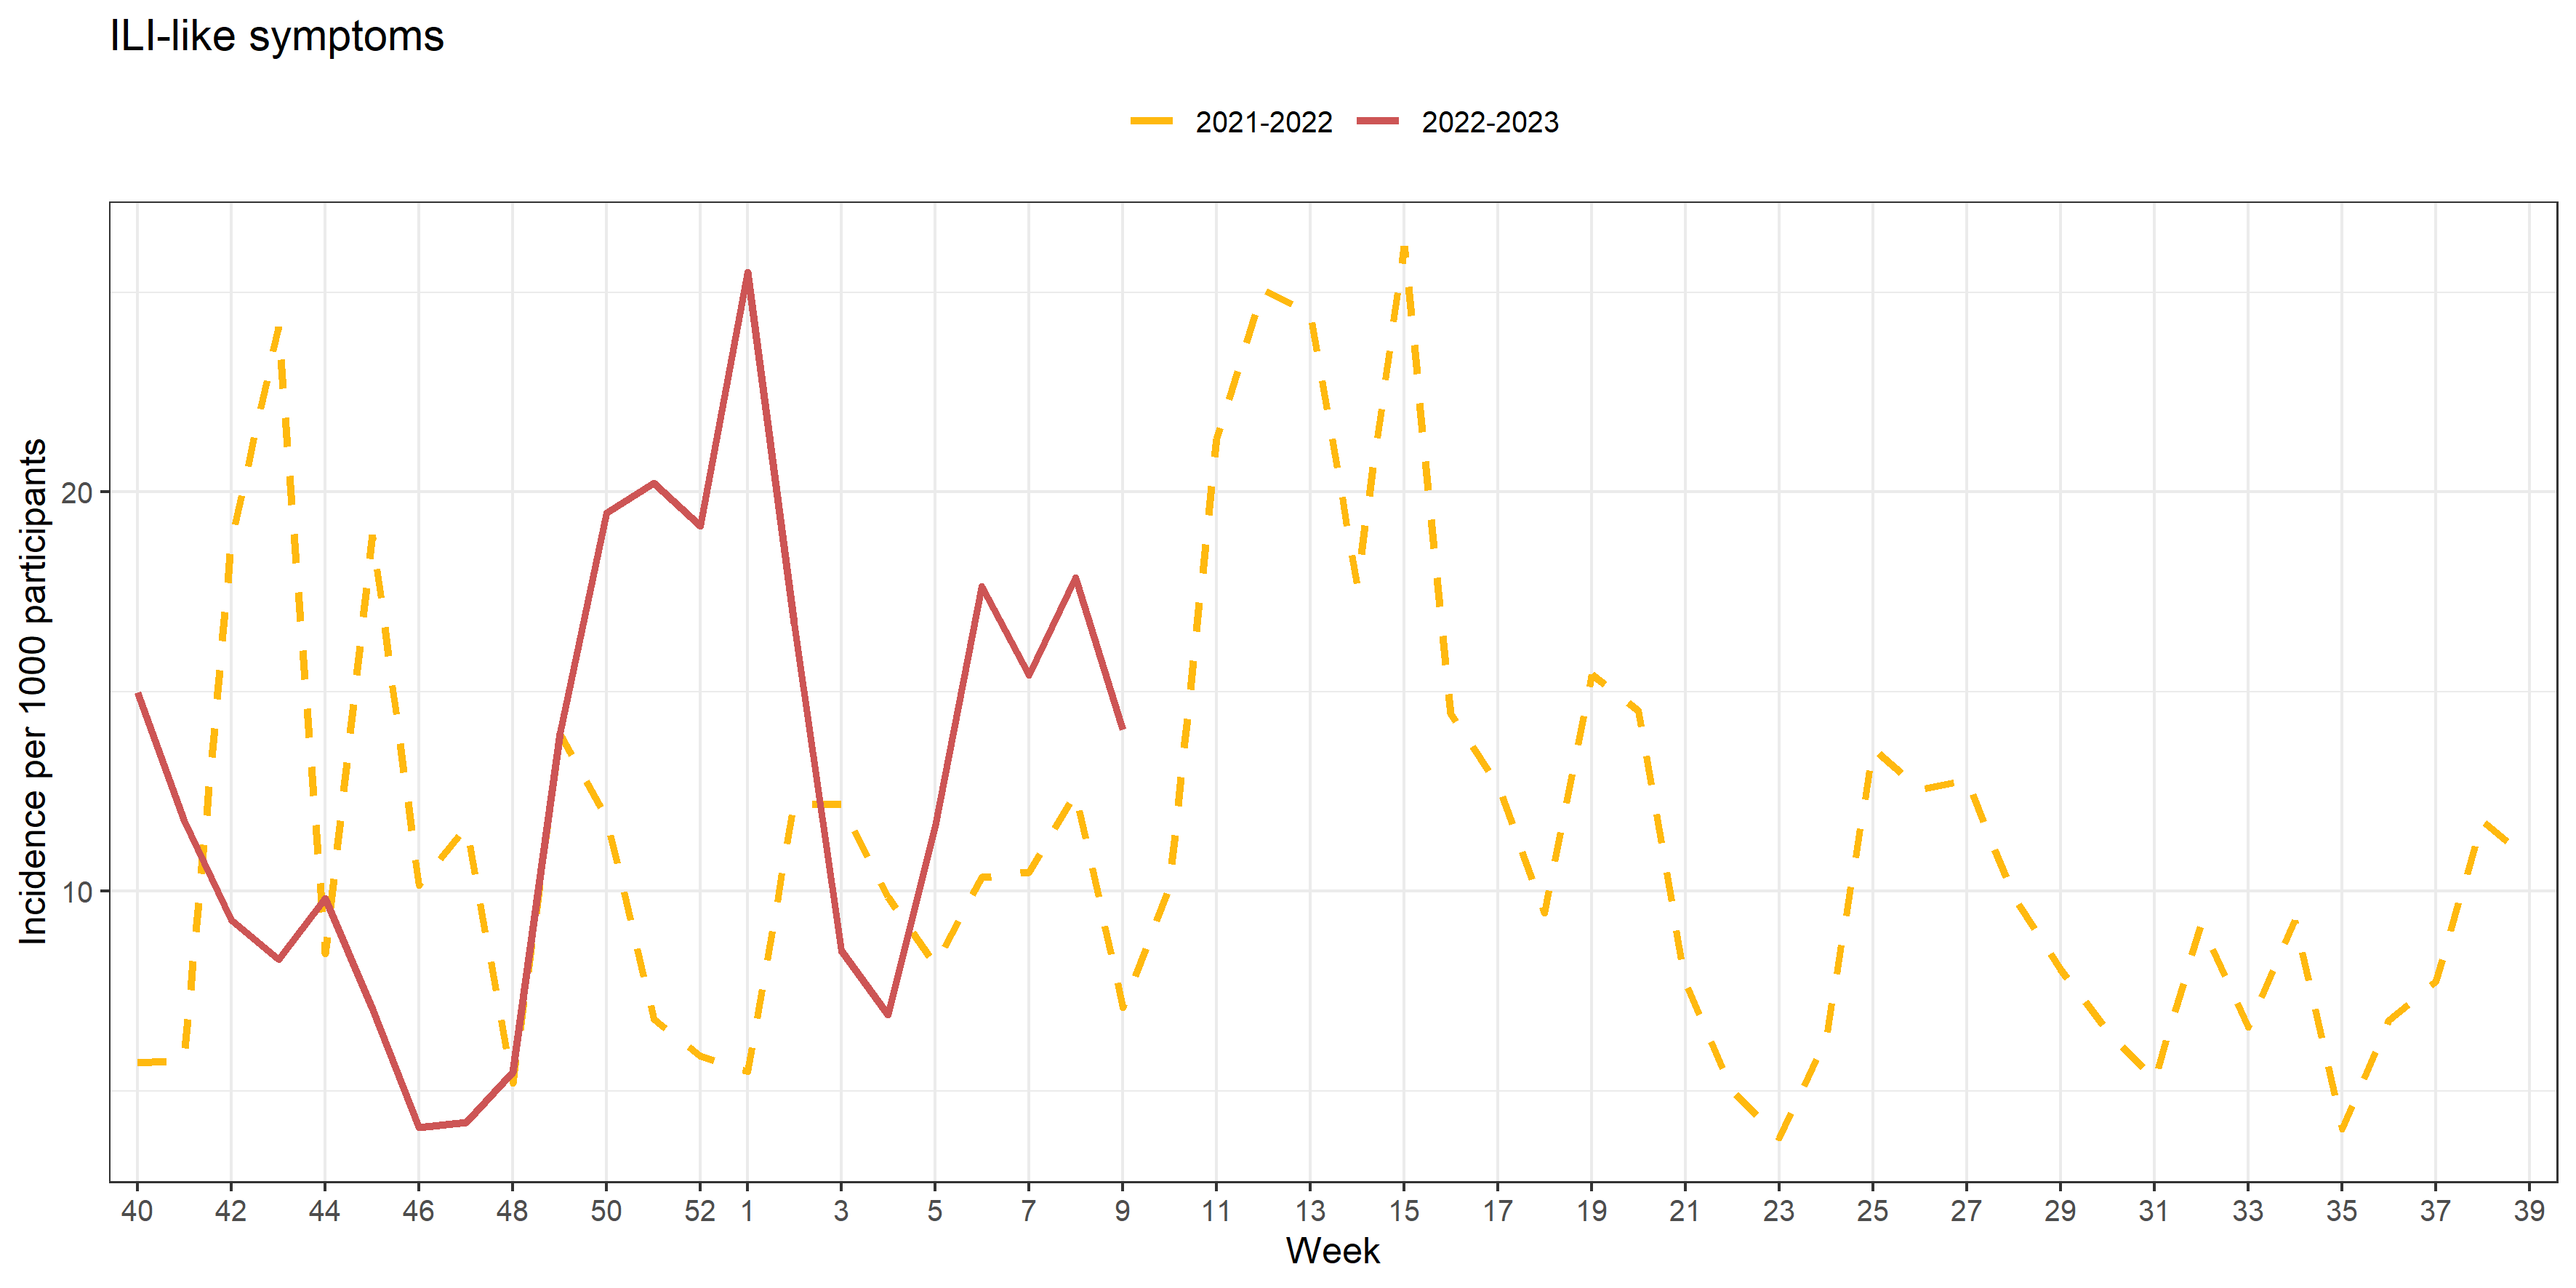 ILI-like symptoms
2021-2022 2022-2023
Incidence per 1000 participants
20
10
40 42 44 46 48 50 52 1 3 5 7 9 11 13 15 17 19 21 23 25 27 29 31 33 35 37 39
Week